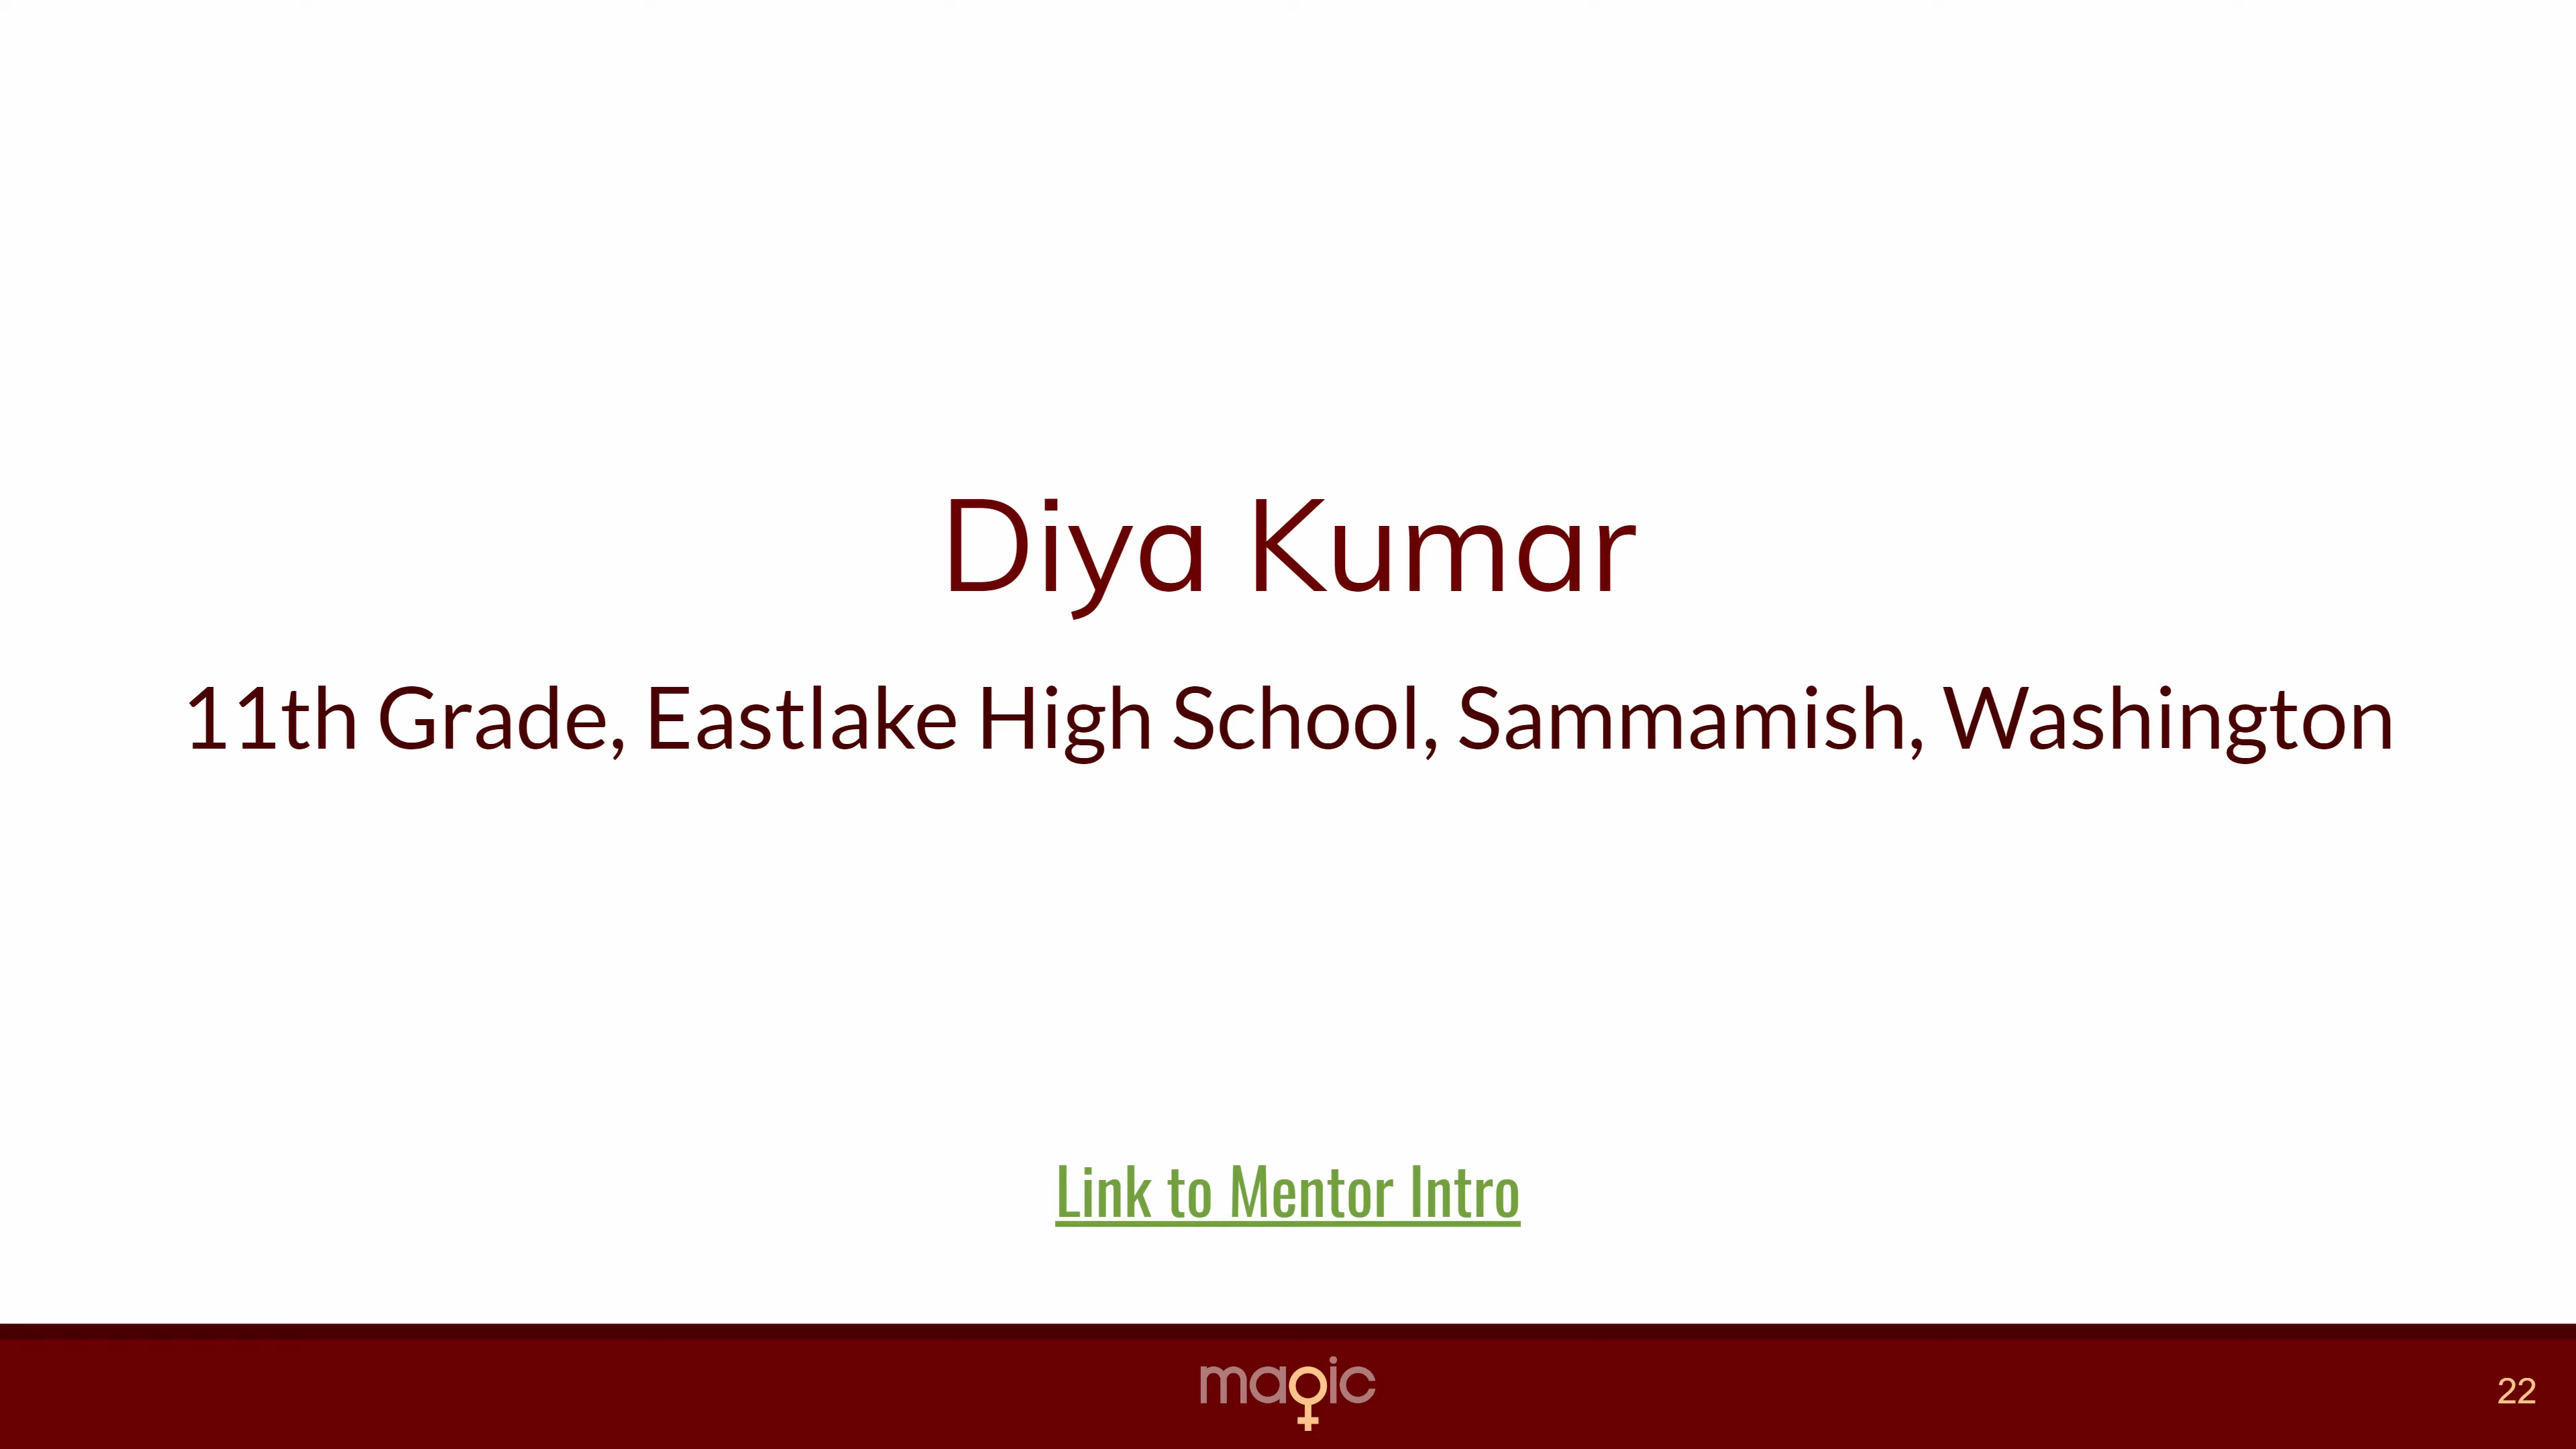 Diya Kumar
11th Grade, Eastlake High School, Sammamish, Washington
Link to Mentor Intro
magic
22